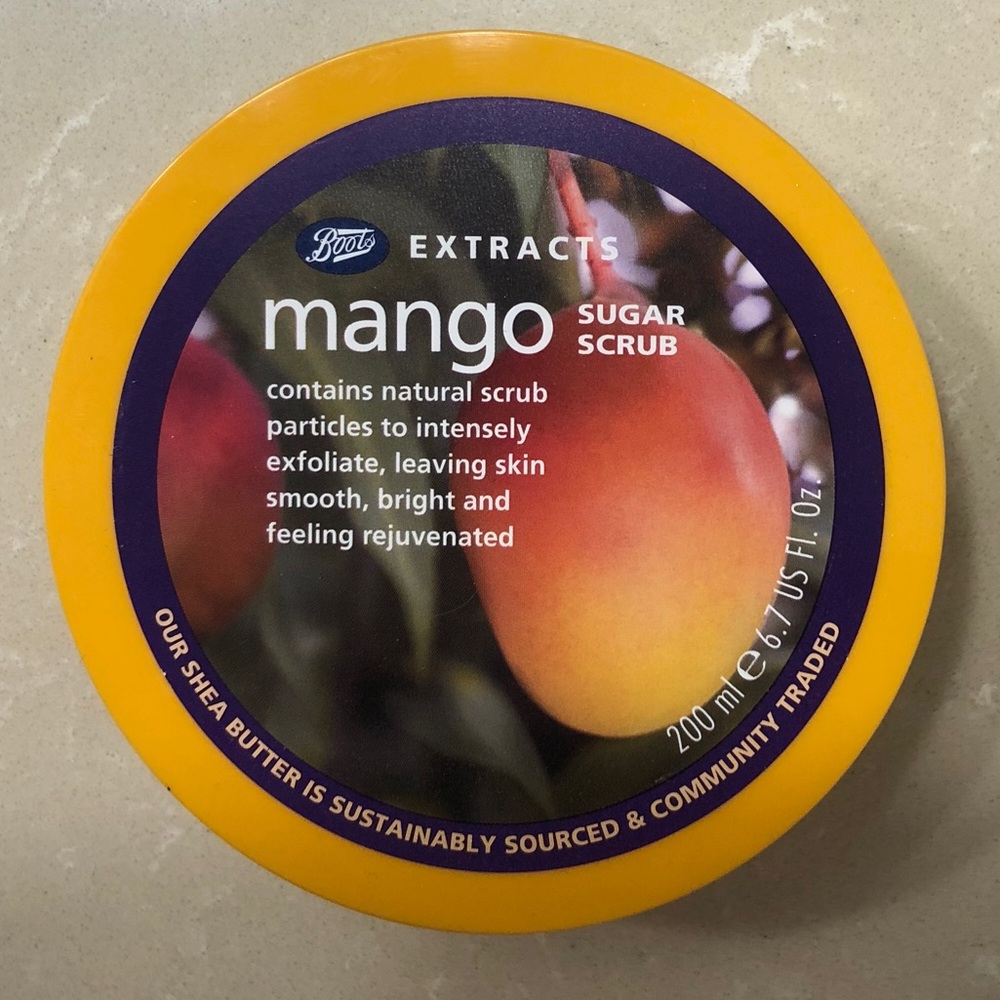 Boots EXTRACTS
mango SUGAR
SCRUB
contains natural scrub
particles to intensely
exfoliate, leaving skin
smooth, bright and
feeling rejuvenated
200 ml e 6.7 US Fl. Oz.
OUR SHEA BUTTER IS SUSTAINABLY SOURCED & COMMUNITY TRADED